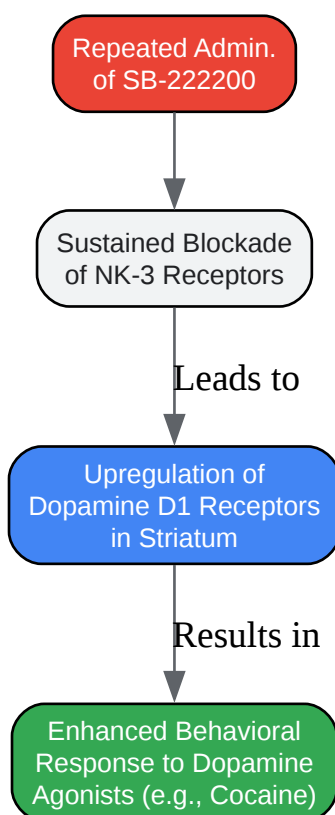 Repeated Admin.
of SB-222200
Sustained Blockade
of NK-3 Receptors
Leads to
Upregulation of
Dopamine D1 Receptors
in Striatum
Results in
Enhanced Behavioral
Response to Dopamine
Agonists (e.g., Cocaine)